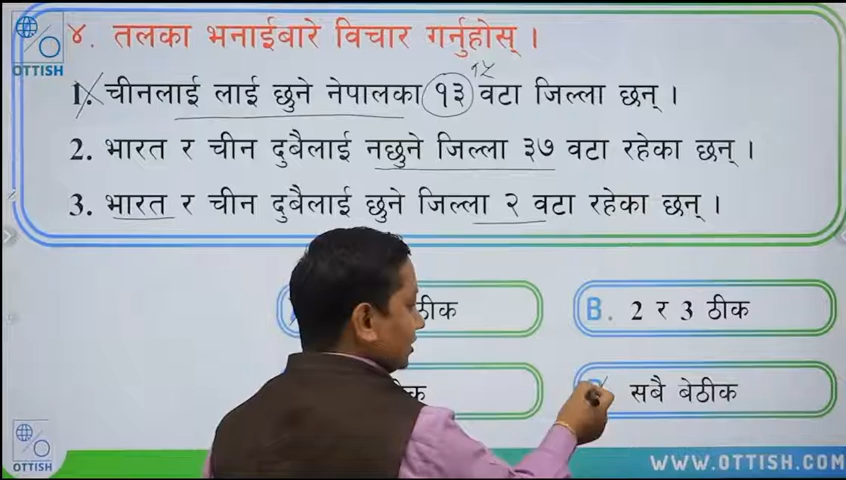 OTTISH
४. तलका भनाईबारे विचार गर्नुहोस् ।
1. चीनलाई लाई छुने नेपालका १३ वटा जिल्ला छन् ।
2. भारत र चीन दुबैलाई नछुने जिल्ला ३७ वटा रहेका छन् ।
3. भारत र चीन दुबैलाई छुने जिल्ला २ वटा रहेका छन् ।
ठीक
B. 2 र 3 ठीक
सबै बेठीक
OTTISH
WWW.OTTISH.COM